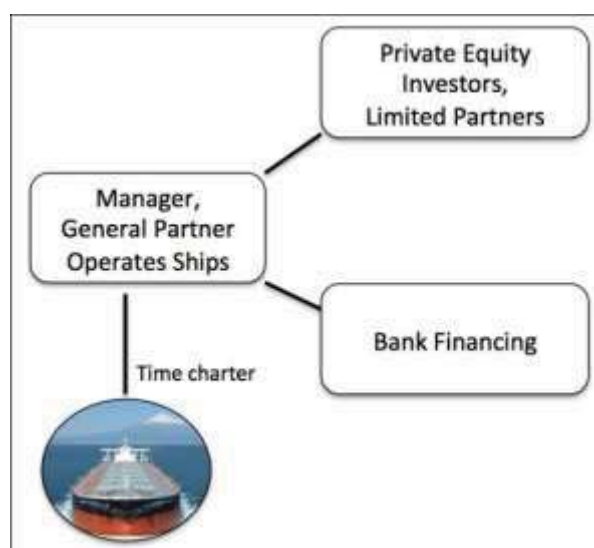 Private Equity
Investors,
Limited Partners
Manager,
General Partner
Operates Ships
Bank Financing
Time charter